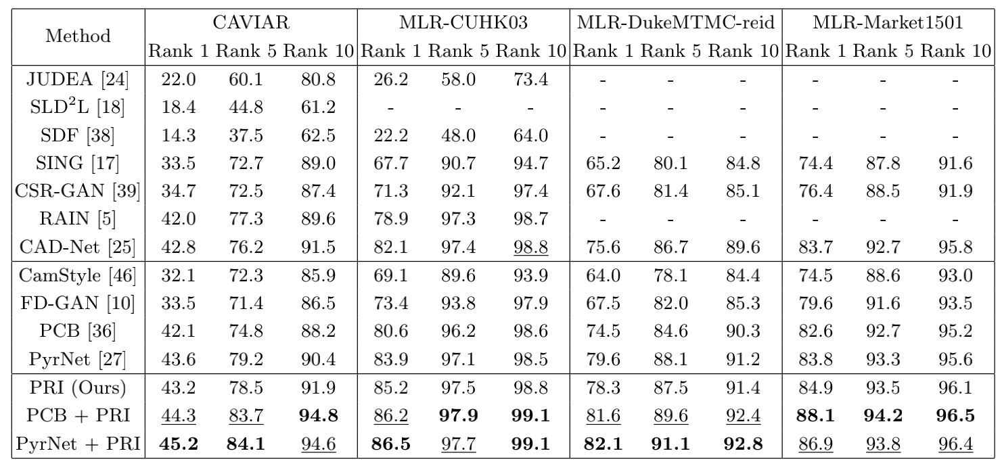 Method CAVIAR MLR-CUHK03 MLR-DukeMTMC-reid MLR-Market1501
Rank 1 Rank 5 Rank 10 Rank 1 Rank 5 Rank 10 Rank 1 Rank 5 Rank 10 Rank 1 Rank 5 Rank 10
JUDEA [24] 22.0 60.1 80.8 26.2 58.0 73.4 - - - - - -
SLD²L [18] 18.4 44.8 61.2 - - - - - - - - -
SDF [38] 14.3 37.5 62.5 22.2 48.0 64.0 - - - - - -
SING [17] 33.5 72.7 89.0 67.7 90.7 94.7 65.2 80.1 84.8 74.4 87.8 91.6
CSR-GAN [39] 34.7 72.5 87.4 71.3 92.1 97.4 67.6 81.4 85.1 76.4 88.5 91.9
RAIN [5] 42.0 77.3 89.6 78.9 97.3 98.7 - - - - - -
CAD-Net [25] 42.8 76.2 91.5 82.1 97.4 98.8 75.6 86.7 89.6 83.7 92.7 95.8
CamStyle [46] 32.1 72.3 85.9 69.1 89.6 93.9 64.0 78.1 84.4 74.5 88.6 93.0
FD-GAN [10] 33.5 71.4 86.5 73.4 93.8 97.9 67.5 82.0 85.3 79.6 91.6 93.5
PCB [36] 42.1 74.8 88.2 80.6 96.2 98.6 74.5 84.6 90.3 82.6 92.7 95.2
PyrNet [27] 43.6 79.2 90.4 83.9 97.1 98.5 79.6 88.1 91.2 83.8 93.3 95.6
PRI (Ours) 43.2 78.5 91.9 85.2 97.5 98.8 78.3 87.5 91.4 84.9 93.5 96.1
PCB + PRI 44.3 83.7 94.8 86.2 97.9 99.1 81.6 89.6 92.4 88.1 94.2 96.5
PyrNet + PRI 45.2 84.1 94.6 86.5 97.7 99.1 82.1 91.1 92.8 86.9 93.8 96.4